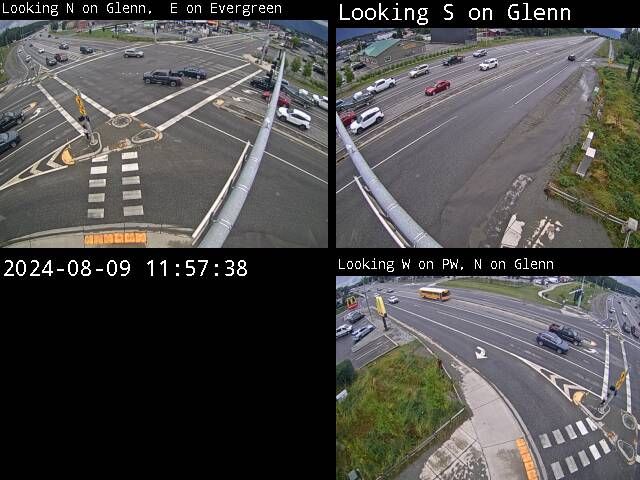 Looking N on Glenn,  E on Evergreen
Looking S on Glenn
2024-08-09 11:57:38
Looking W on PW, N on Glenn